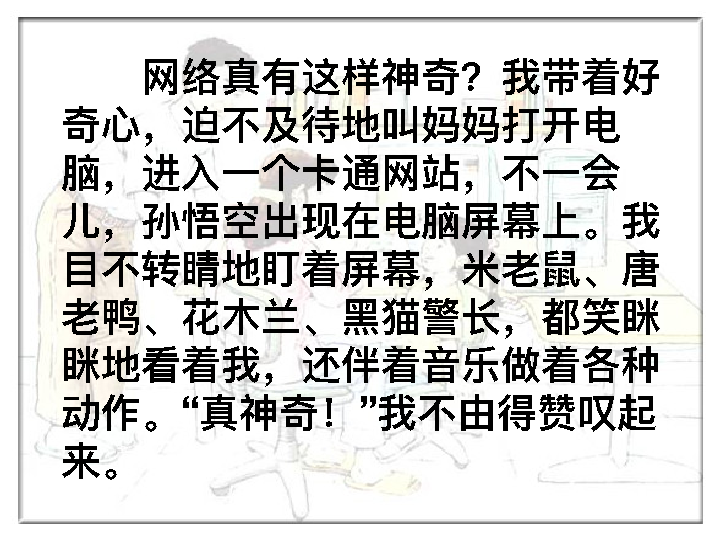 网络真有这样神奇？我带着好
奇心，迫不及待地叫妈妈打开电
脑，进入一个卡通网站，不一会
儿，孙悟空出现在电脑屏幕上。我
目不转睛地盯着屏幕，米老鼠、唐
老鸭、花木兰、黑猫警长，都笑眯
眯地看着我，还伴着音乐做着各种
动作。“真神奇！”我不由得赞叹起
来。